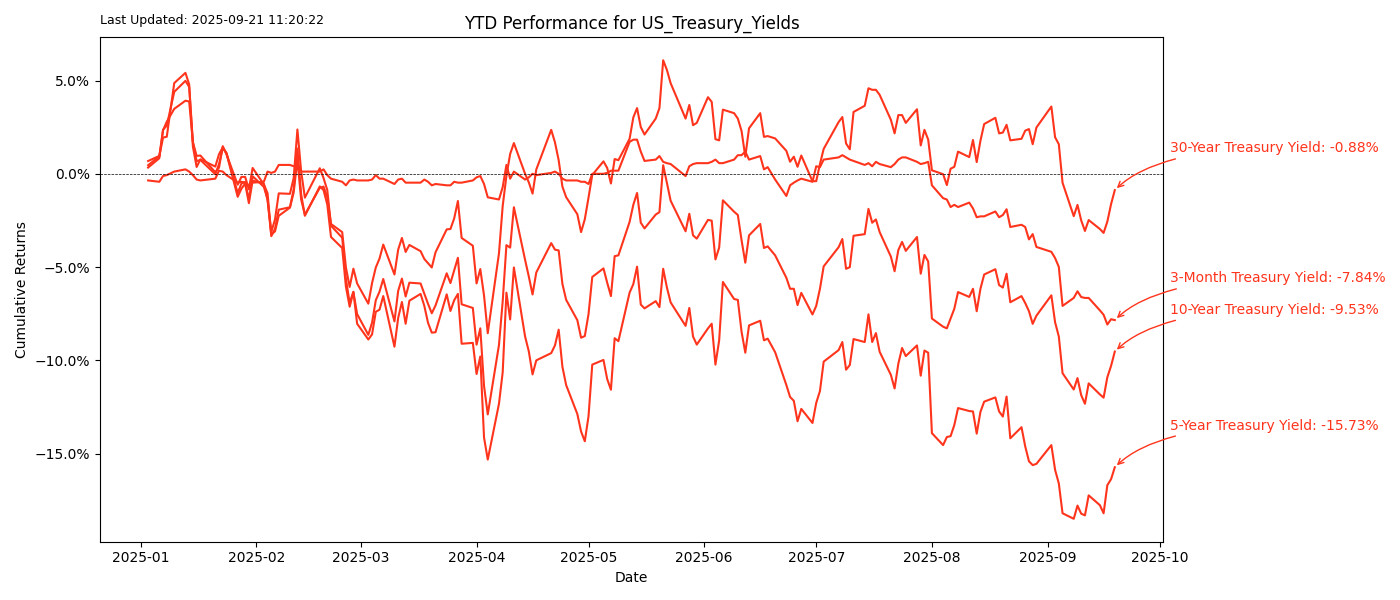 Last Updated: 2025-09-21 11:20:22
YTD Performance for US_Treasury_Yields
Cumulative Returns
5.0%
0.0%
−5.0%
−10.0%
−15.0%
30-Year Treasury Yield: -0.88%
3-Month Treasury Yield: -7.84%
10-Year Treasury Yield: -9.53%
5-Year Treasury Yield: -15.73%
2025-01
2025-02
2025-03
2025-04
2025-05
2025-06
2025-07
2025-08
2025-09
2025-10
Date